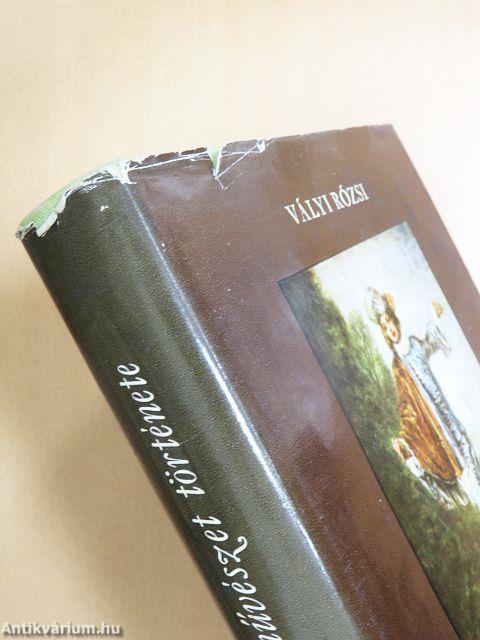 VÁLYI RÓZSI
művészet története
Antikvárium.hu